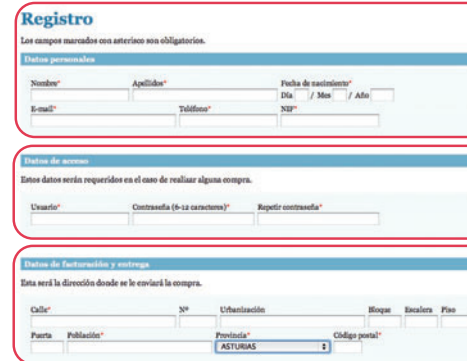 Registro
Los campos marcados con asterisco son obligatorios.
Datos personales
Nombre* Apellidos* Fecha de nacimiento*
Día / Mes / Año
E-mail* Teléfono* NIF*
Datos de acceso
Estos datos serán requeridos en el caso de realizar alguna compra.
Usuario* Contraseña (6-12 caracteres)* Repetir contraseña*
Datos de facturación y entrega
Esta será la dirección donde se le enviará la compra.
Calle* Nº Urbanización Bloque Escalera Piso
Puerta Población* Provincia* Código postal*
ASTURIAS